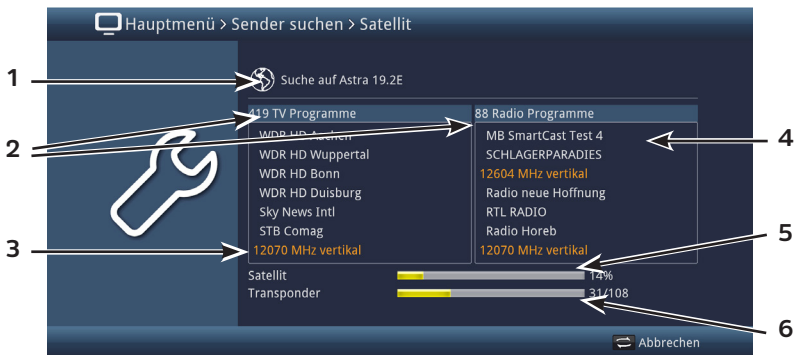 Hauptmenü > Sender suchen > Satellit
1
Suche auf Astra 19.2E
2
419 TV Programme
WDR HD Aachen
WDR HD Wuppertal
WDR HD Bonn
WDR HD Duisburg
Sky News Intl
STB Comag
3
12070 MHz vertikal
88 Radio Programme
MB SmartCast Test 4
4
SCHLAGERPARADIES
12604 MHz vertikal
Radio neue Hoffnung
RTL RADIO
Radio Horeb
12070 MHz vertikal
5
Satellit
14%
Transponder
31/108
6
Abbrechen